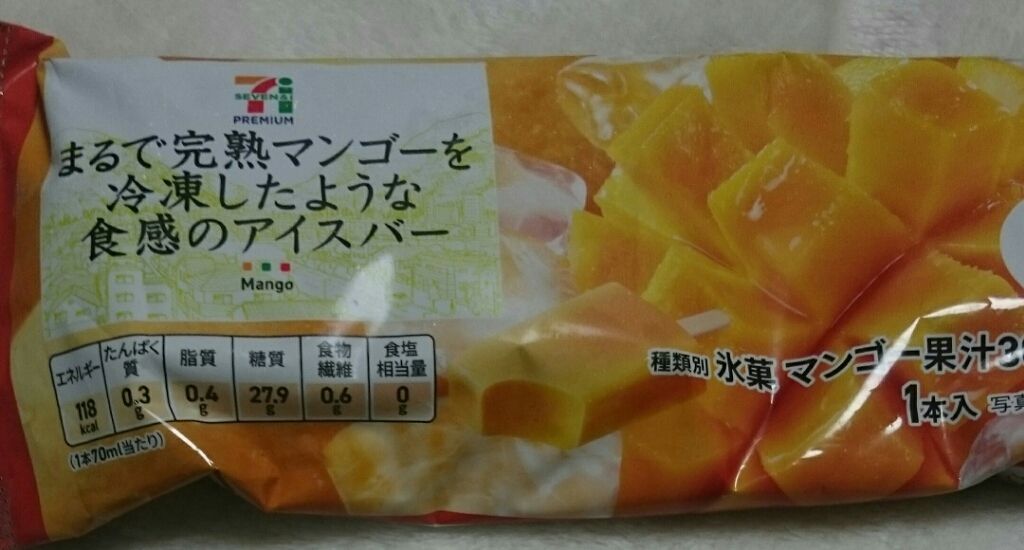 SEVEN&i
PREMIUM
まるで完熟マンゴーを
冷凍したような
食感のアイスバー
Mango
エネルギー
118
kcal
たんぱく
質
0.3
g
脂質
0.4
g
糖質
27.9
g
食物
繊維
0.6
g
食塩
相当量
0
g
(1本70ml当たり)
種類別 氷菓 マンゴー果汁
1本入 写真